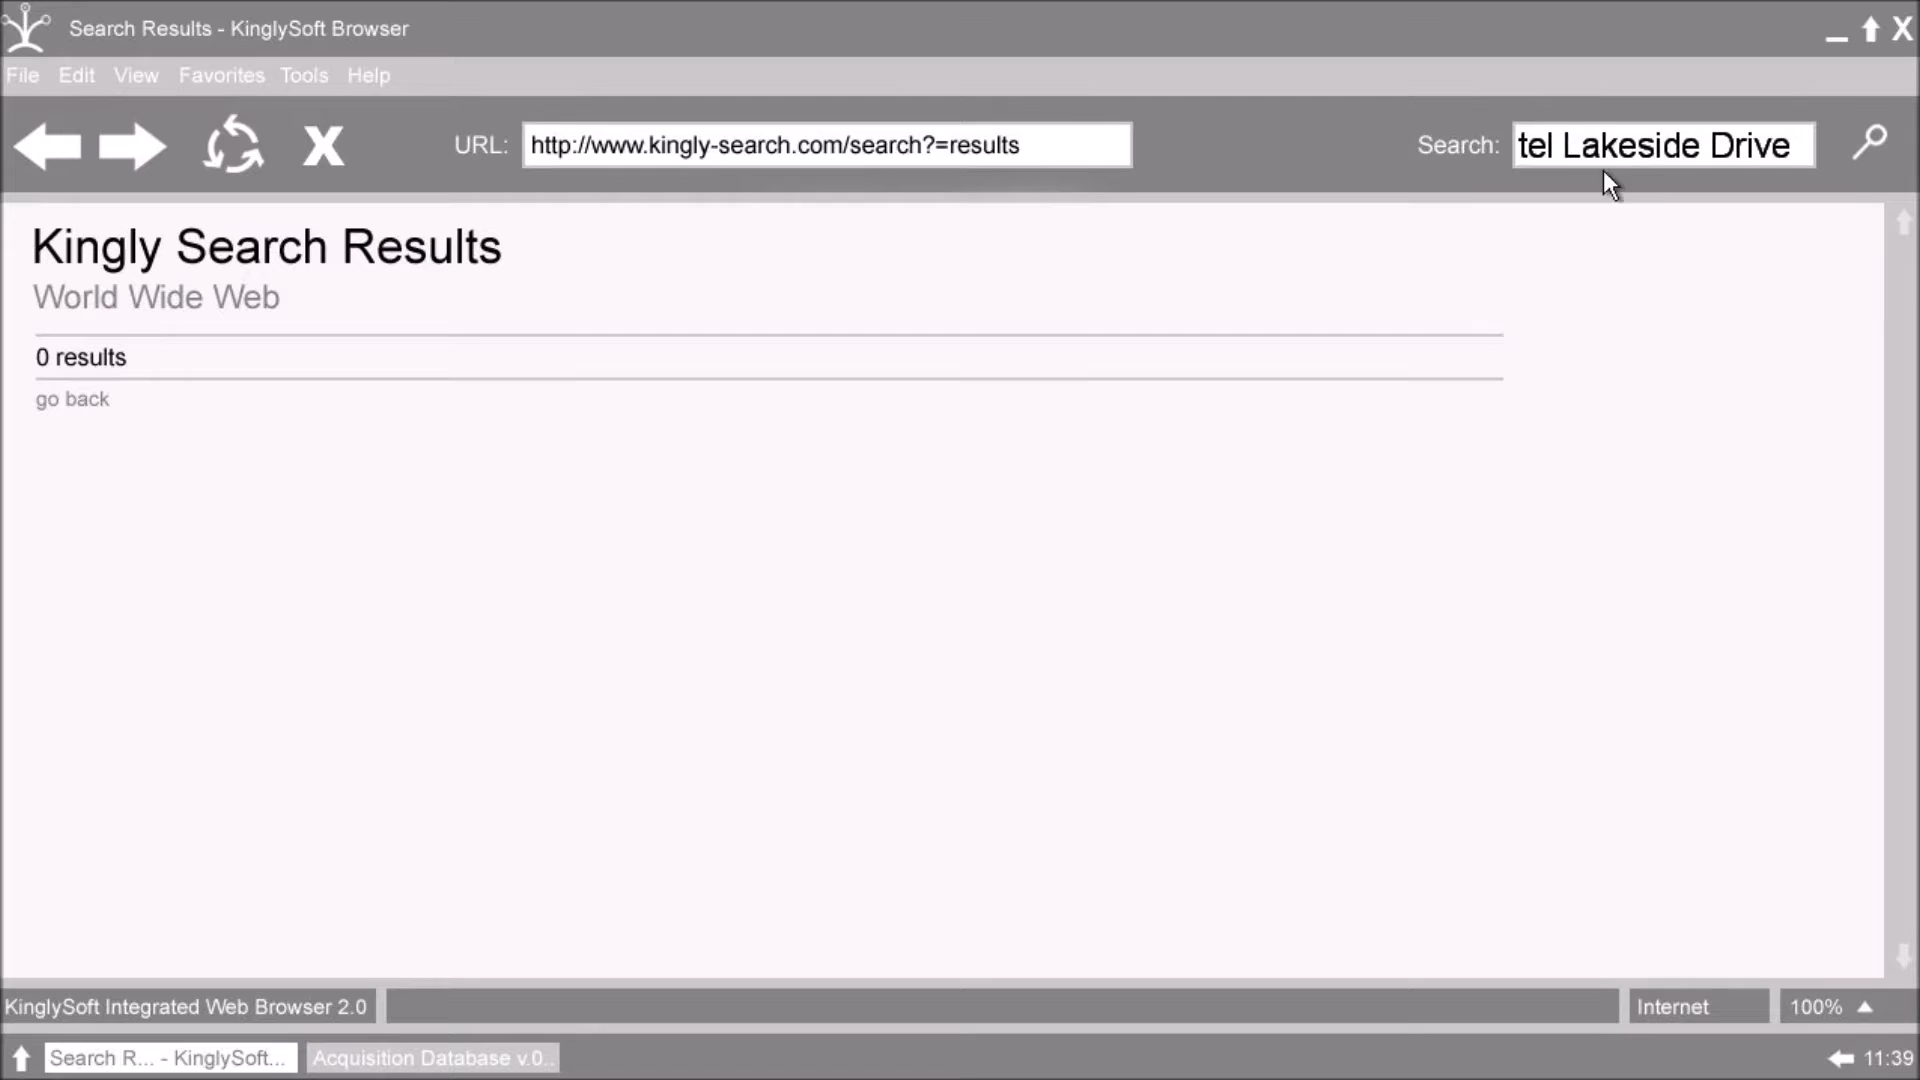 Search Results - KinglySoft Browser
File Edit View Favorites Tools Help
X URL: http://www.kingly-search.com/search?=results Search: tel Lakeside Drive
Kingly Search Results
World Wide Web
0 results
go back
KinglySoft Integrated Web Browser 2.0 Internet 100%
Search R... - KinglySoft... Acquisition Database v.0.. 11:39